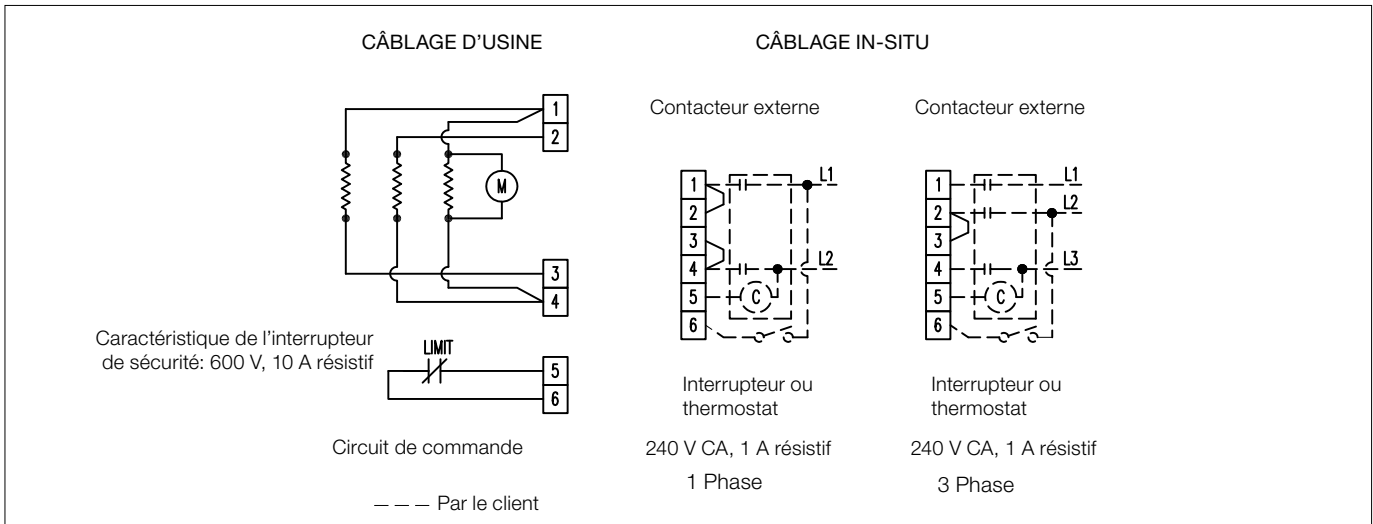 CÂBLAGE D'USINE
1
2
M
3
4
Caractéristique de l'interrupteur
de sécurité: 600 V, 10 A résistif
LIMIT
5
6
Circuit de commande
Par le client
CÂBLAGE IN-SITU
Contacteur externe
1
L1
2
3
4
L2
5
C
6
Interrupteur ou
thermostat
240 V CA, 1 A résistif
1 Phase
Contacteur externe
1
L1
2
L2
3
4
L3
5
C
6
Interrupteur ou
thermostat
240 V CA, 1 A résistif
3 Phase